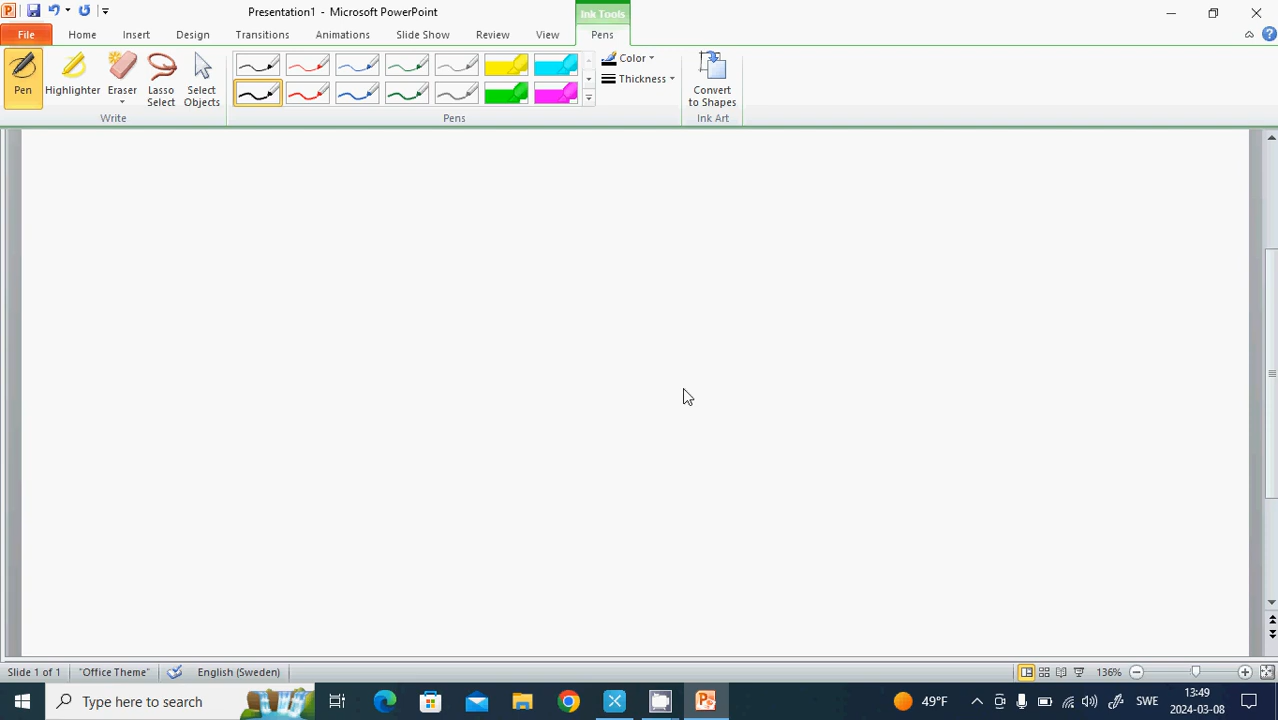 Presentation1 - Microsoft PowerPoint
Ink Tools
File Home Insert Design Transitions Animations Slide Show Review View Pens
Pen Highlighter Eraser Lasso Select Select Objects
Color
Thickness
Convert to Shapes
Write Pens Ink Art
Slide 1 of 1 "Office Theme" English (Sweden) 136%
Type here to search 49°F SWE 13:49
2024-03-08